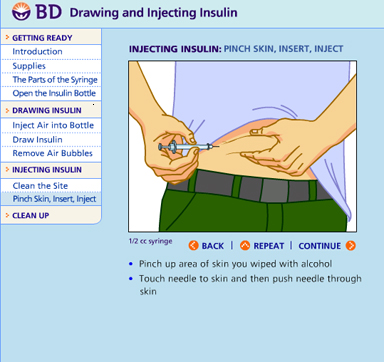 BD Drawing and Injecting Insulin
GETTING READY
Introduction
Supplies
The Parts of the Syringe
Open the Insulin Bottle
DRAWING INSULIN
Inject Air into Bottle
Draw Insulin
Remove Air Bubbles
INJECTING INSULIN
Clean the Site
Pinch Skin, Insert, Inject
CLEAN UP
INJECTING INSULIN: PINCH SKIN, INSERT, INJECT
1/2 cc syringe
BACK | REPEAT | CONTINUE
• Pinch up area of skin you wiped with alcohol
• Touch needle to skin and then push needle through
skin